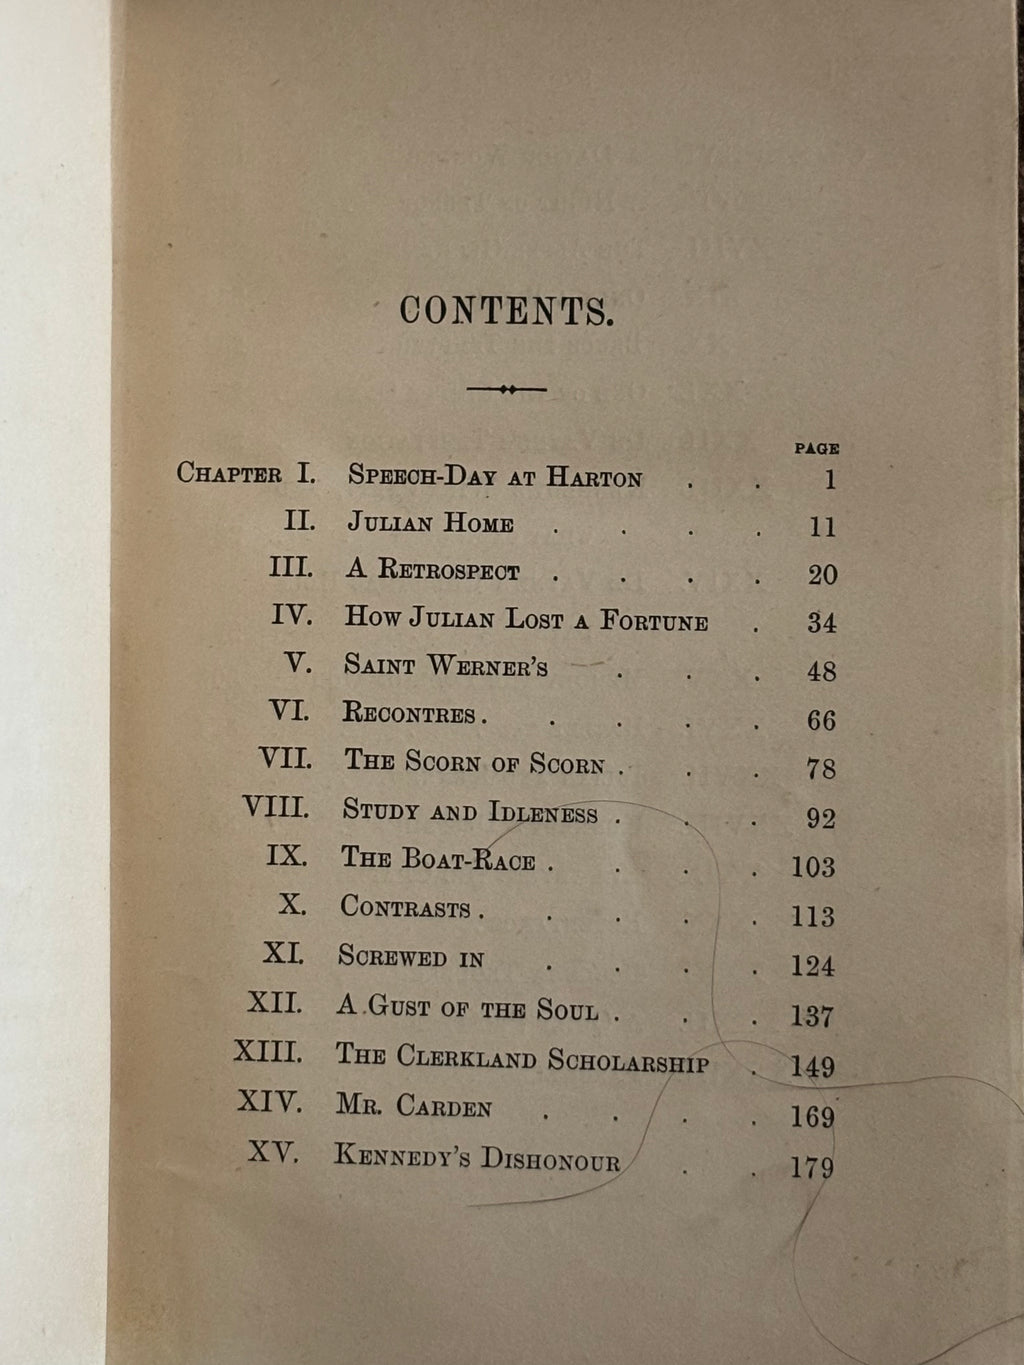 CONTENTS.
PAGE
CHAPTER I. SPEECH-DAY AT HARTON . . 1
II. JULIAN HOME . . . . 11
III. A RETROSPECT . . . . 20
IV. HOW JULIAN LOST A FORTUNE . 34
V. SAINT WERNER'S . . . 48
VI. RECONTRES . . . . . 66
VII. THE SCORN OF SCORN . . . 78
VIII. STUDY AND IDLENESS . . . 92
IX. THE BOAT-RACE . . . . 103
X. CONTRASTS . . . . . 113
XI. SCREWED IN . . . . 124
XII. A GUST OF THE SOUL . . . 137
XIII. THE CLERKLAND SCHOLARSHIP . 149
XIV. MR. CARDEN . . . . 169
XV. KENNEDY'S DISHONOUR . . 179